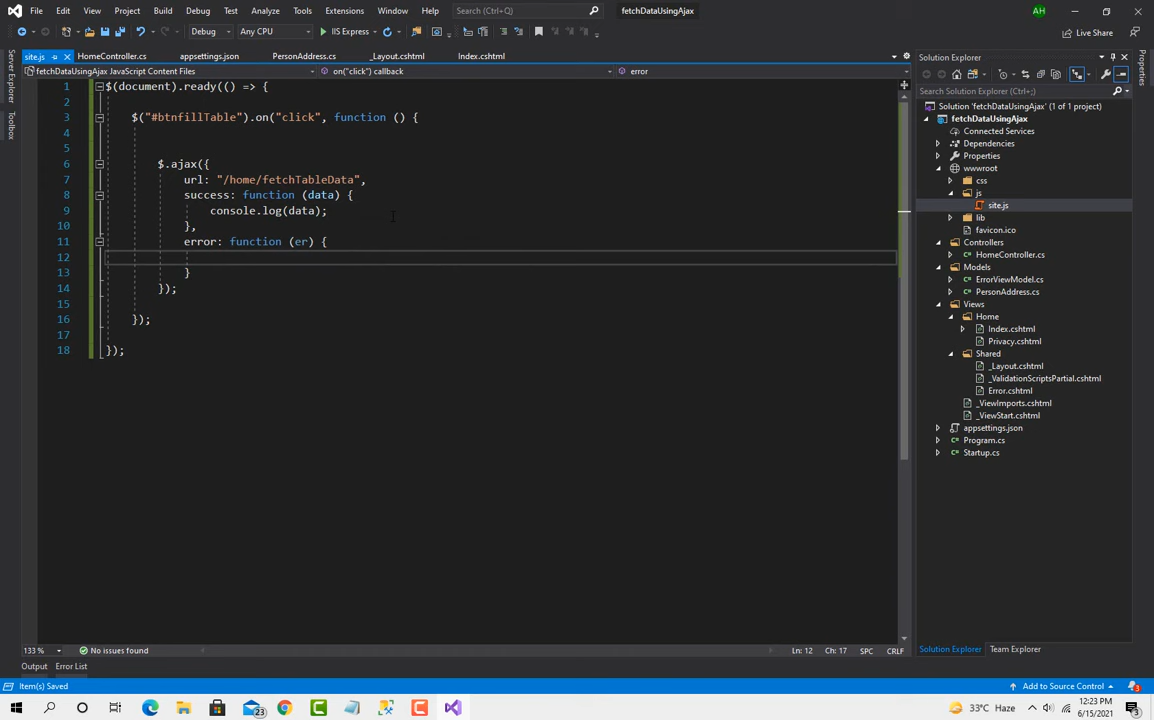 File Edit View Project Build Debug Test Analyze Tools Extensions Window Help Search (Ctrl+Q) fetchDataUsingAjax AH
Debug Any CPU IIS Express Live Share
site.js HomeController.cs appsettings.json PersonAddress.cs _Layout.cshtml Index.cshtml
fetchDataUsingAjax JavaScript Content Files on("click") callback error
Server Explorer
Toolbox
1 $(document).ready(() => {
2
3 $("#btnfillTable").on("click", function () {
4
5
6 $.ajax({
7 url: "/home/fetchTableData",
8 success: function (data) {
9 console.log(data);
10 },
11 error: function (er) {
12
13 }
14 });
15
16 });
17
18 });
133 % No issues found Ln: 12 Ch: 17 SPC CRLF
Output Error List
Solution Explorer
Search Solution Explorer (Ctrl+;)
Solution 'fetchDataUsingAjax' (1 of 1 project)
fetchDataUsingAjax
Connected Services
Dependencies
Properties
wwwroot
css
js
site.js
lib
favicon.ico
Controllers
HomeController.cs
Models
ErrorViewModel.cs
PersonAddress.cs
Views
Home
Index.cshtml
Privacy.cshtml
Shared
_Layout.cshtml
_ValidationScriptsPartial.cshtml
Error.cshtml
_ViewImports.cshtml
_ViewStart.cshtml
appsettings.json
Program.cs
Startup.cs
Solution Explorer Team Explorer
Properties
Item(s) Saved Add to Source Control 3
23 33°C Haze 12:23 PM
6/15/2021 3